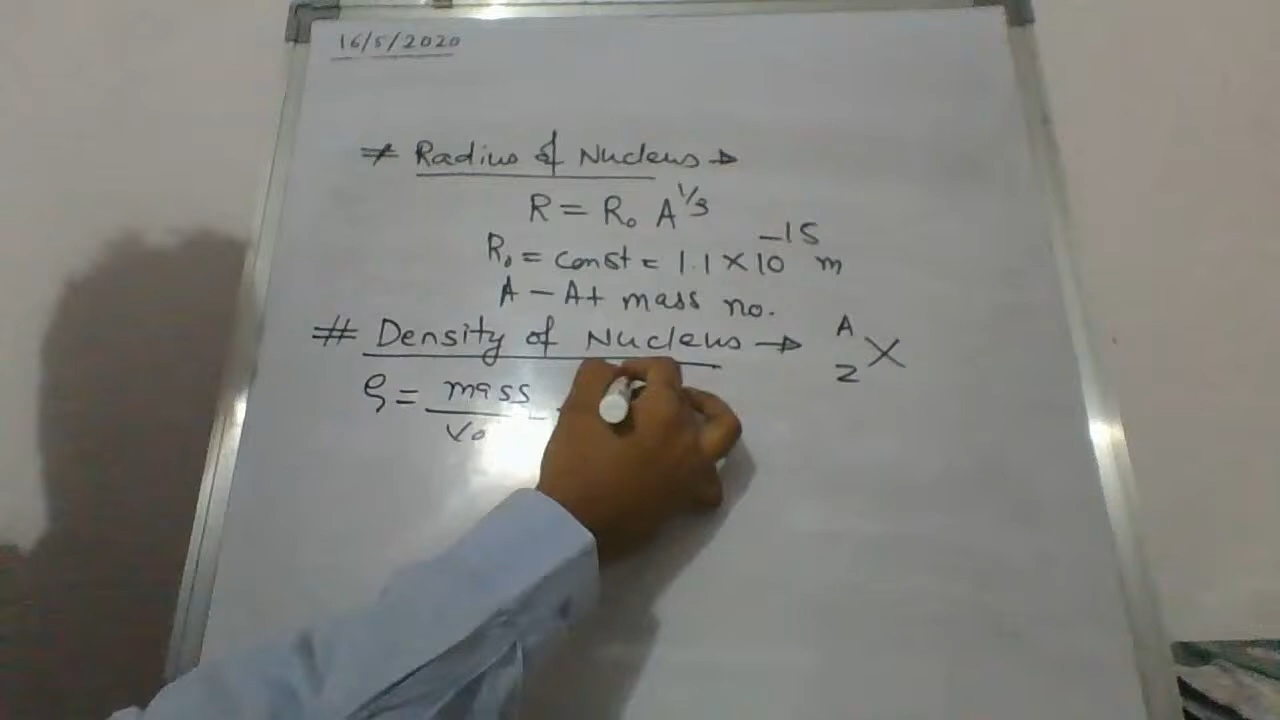 16/5/2020
* Radius of Nucleus →
R = R₀ A^1/3
R₀ = const = 1.1 × 10^-15 m
A – At mass no.
# Density of Nucleus → ᴬ_Z X
ρ = mass / Vo